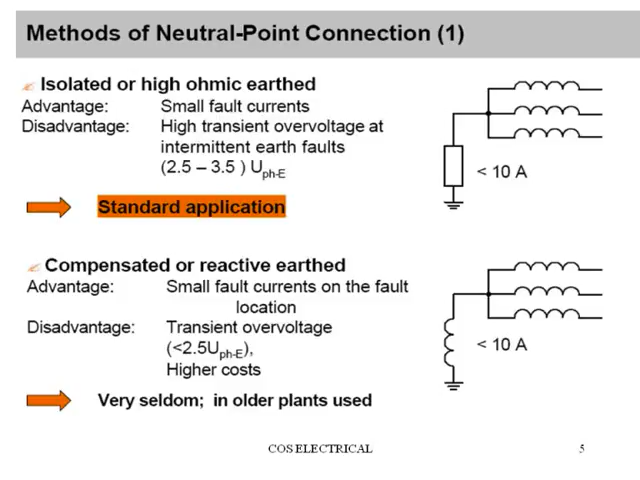 Methods of Neutral-Point Connection (1)
Isolated or high ohmic earthed
Advantage: Small fault currents
Disadvantage: High transient overvoltage at
intermittent earth faults
(2.5 – 3.5 ) Uph-E
< 10 A
Standard application
Compensated or reactive earthed
Advantage: Small fault currents on the fault
location
Disadvantage: Transient overvoltage
(<2.5Uph-E),
Higher costs
< 10 A
Very seldom; in older plants used
COS ELECTRICAL
5